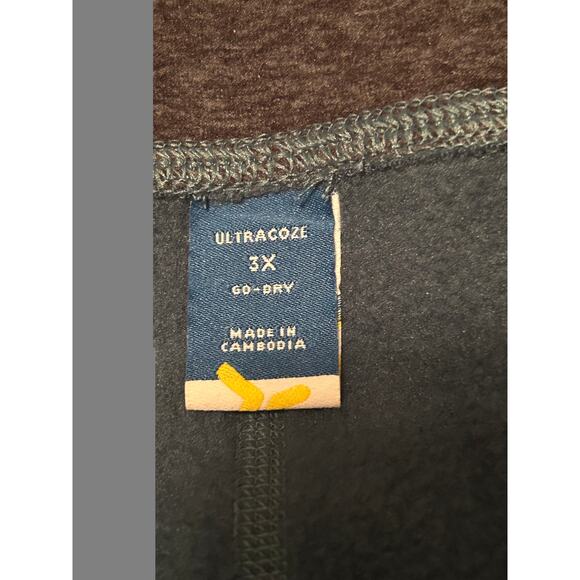 ULTRACOZE
3X
GO-DRY
MADE IN
CAMBODIA